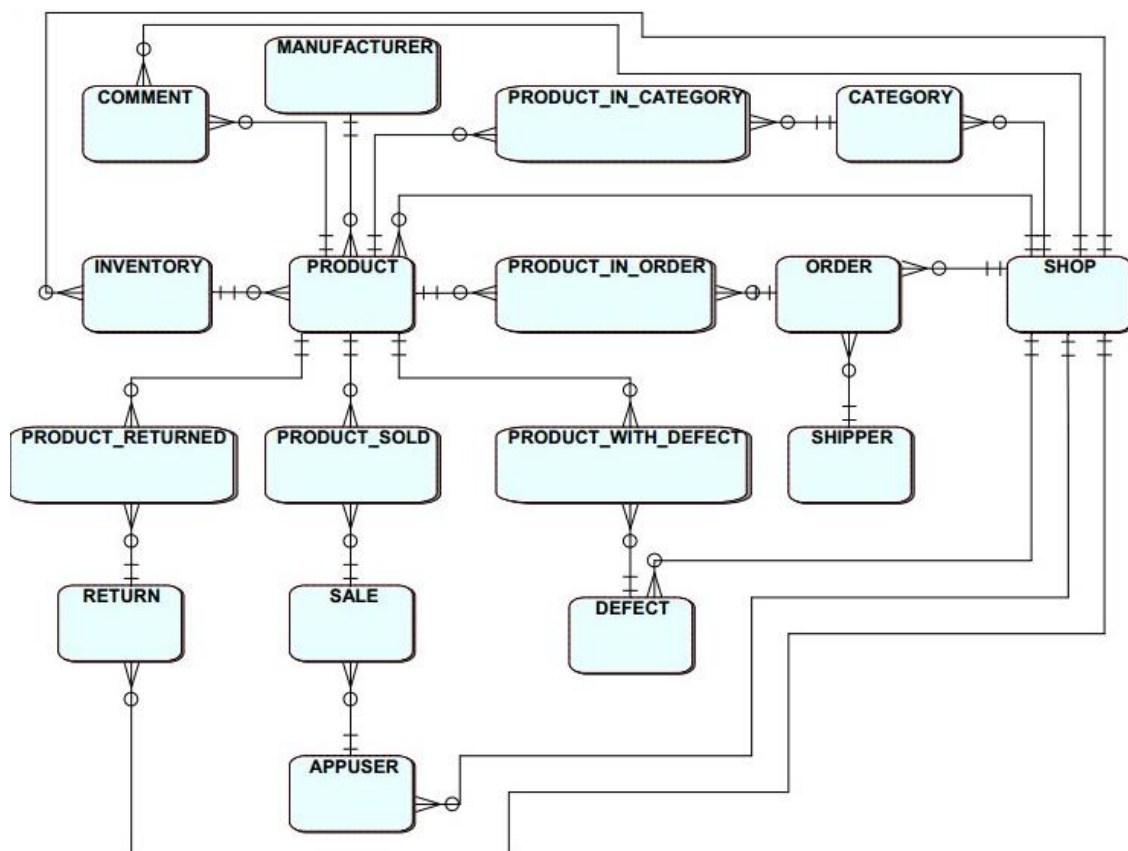 MANUFACTURER
COMMENT
PRODUCT_IN_CATEGORY
CATEGORY
INVENTORY
PRODUCT
PRODUCT_IN_ORDER
ORDER
SHOP
PRODUCT_RETURNED
PRODUCT_SOLD
PRODUCT_WITH_DEFECT
SHIPPER
RETURN
SALE
DEFECT
APPUSER